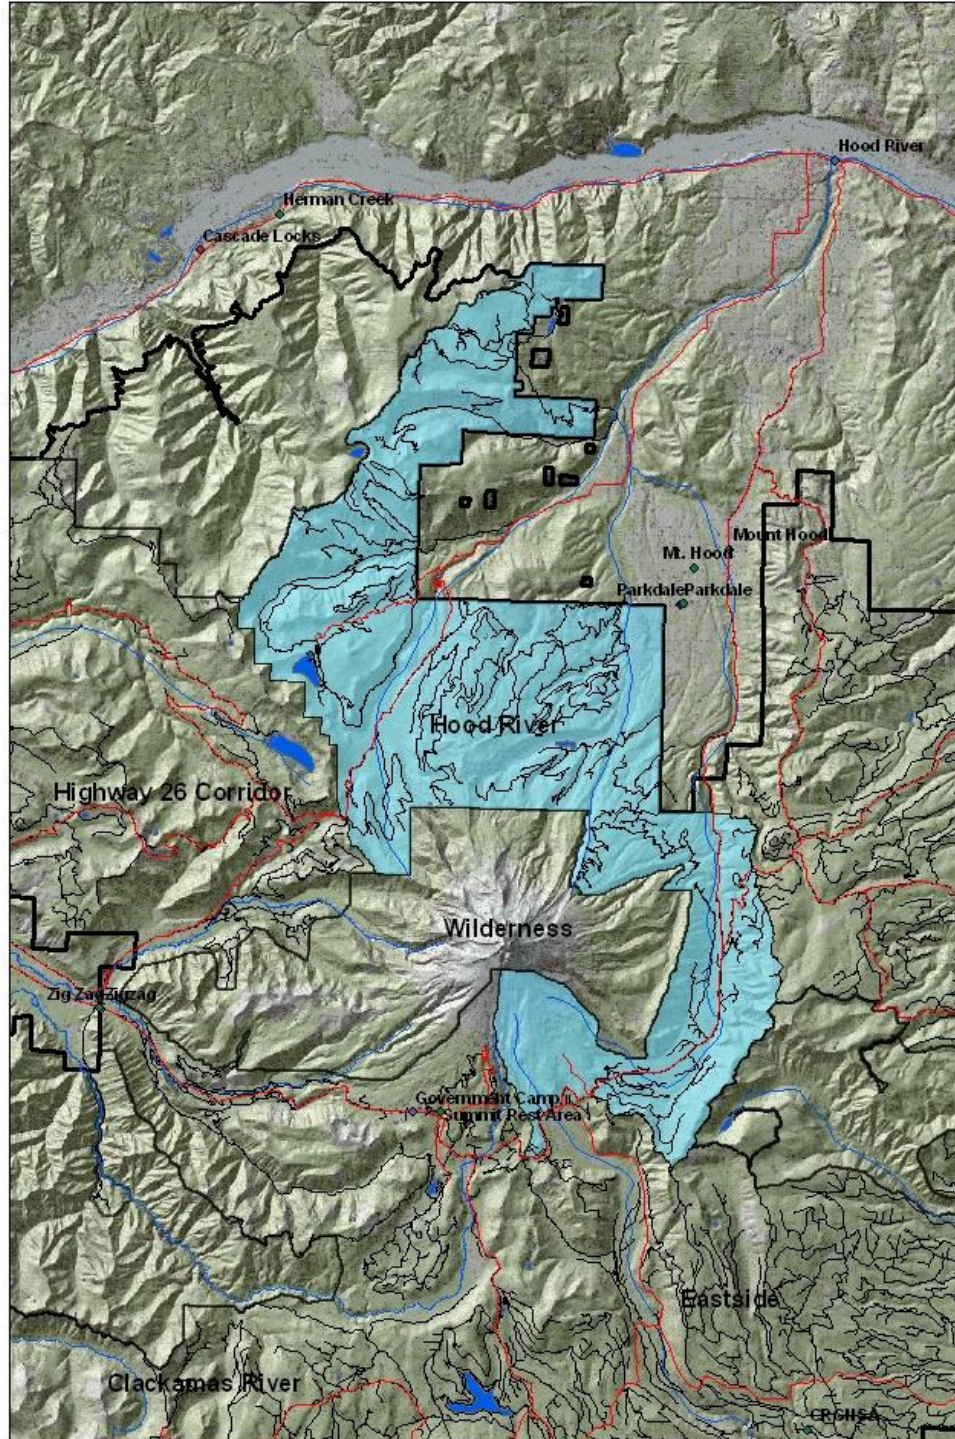 Hood River
Herman Creek
Cascade Locks
Mount Hood
Mt. Hood
ParkdaleParkdale
Hood River
Highway 26 Corridor
Wilderness
Zig ZagZigzag
Government Camp
Summit Rest Area
Eastside
Clackamas River
CRGNSA